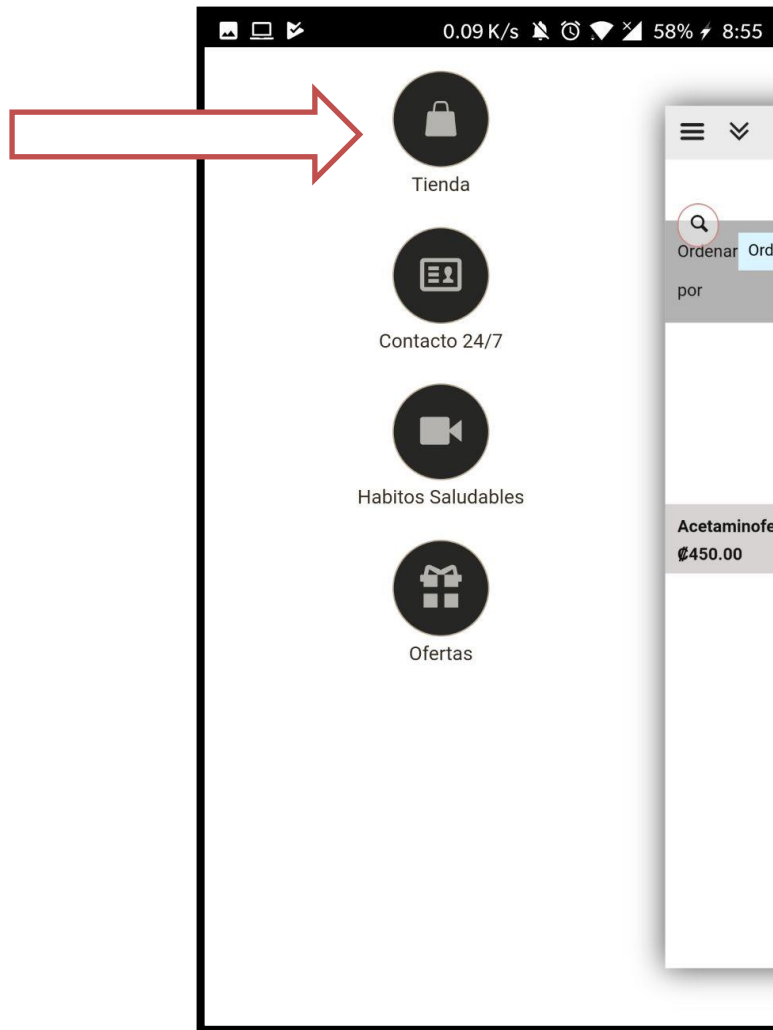 0.09 K/s 58% 8:55
Tienda
Contacto 24/7
Habitos Saludables
Ofertas
Ordenar Ord
por
Acetaminofe
₡450.00